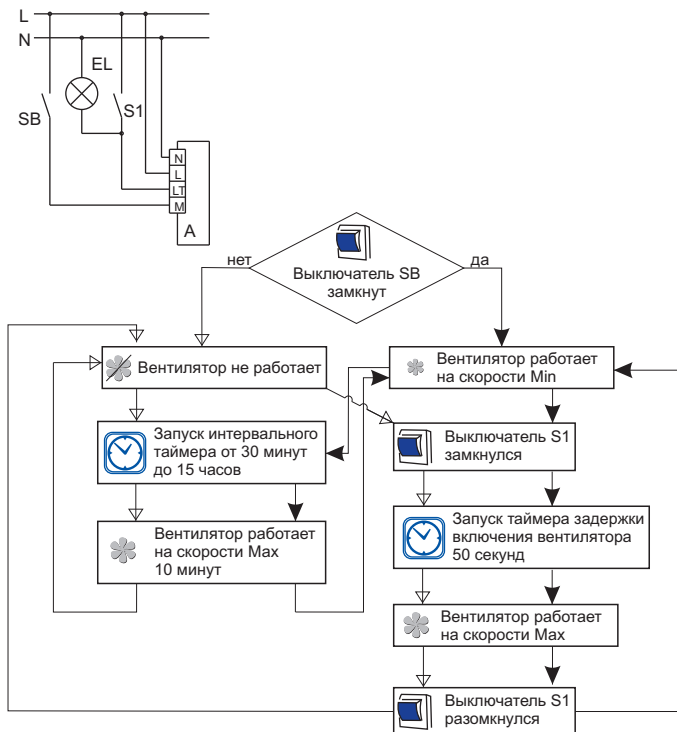 L
N
EL
SB
S1
N
L
LT
M
A
нет
да
Выключатель SB
замкнут
Вентилятор не работает
Вентилятор работает
на скорости Min
Запуск интервального
таймера от 30 минут
до 15 часов
Выключатель S1
замкнулся
Вентилятор работает
на скорости Max
10 минут
Запуск таймера задержки
включения вентилятора
50 секунд
Вентилятор работает
на скорости Max
Выключатель S1
разомкнулся